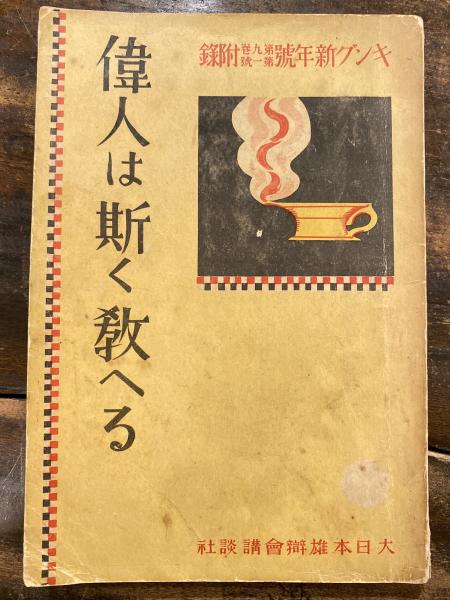 キング新年號第九卷第一號附錄
偉人は斯く教へる
大日本雄辯會講談社